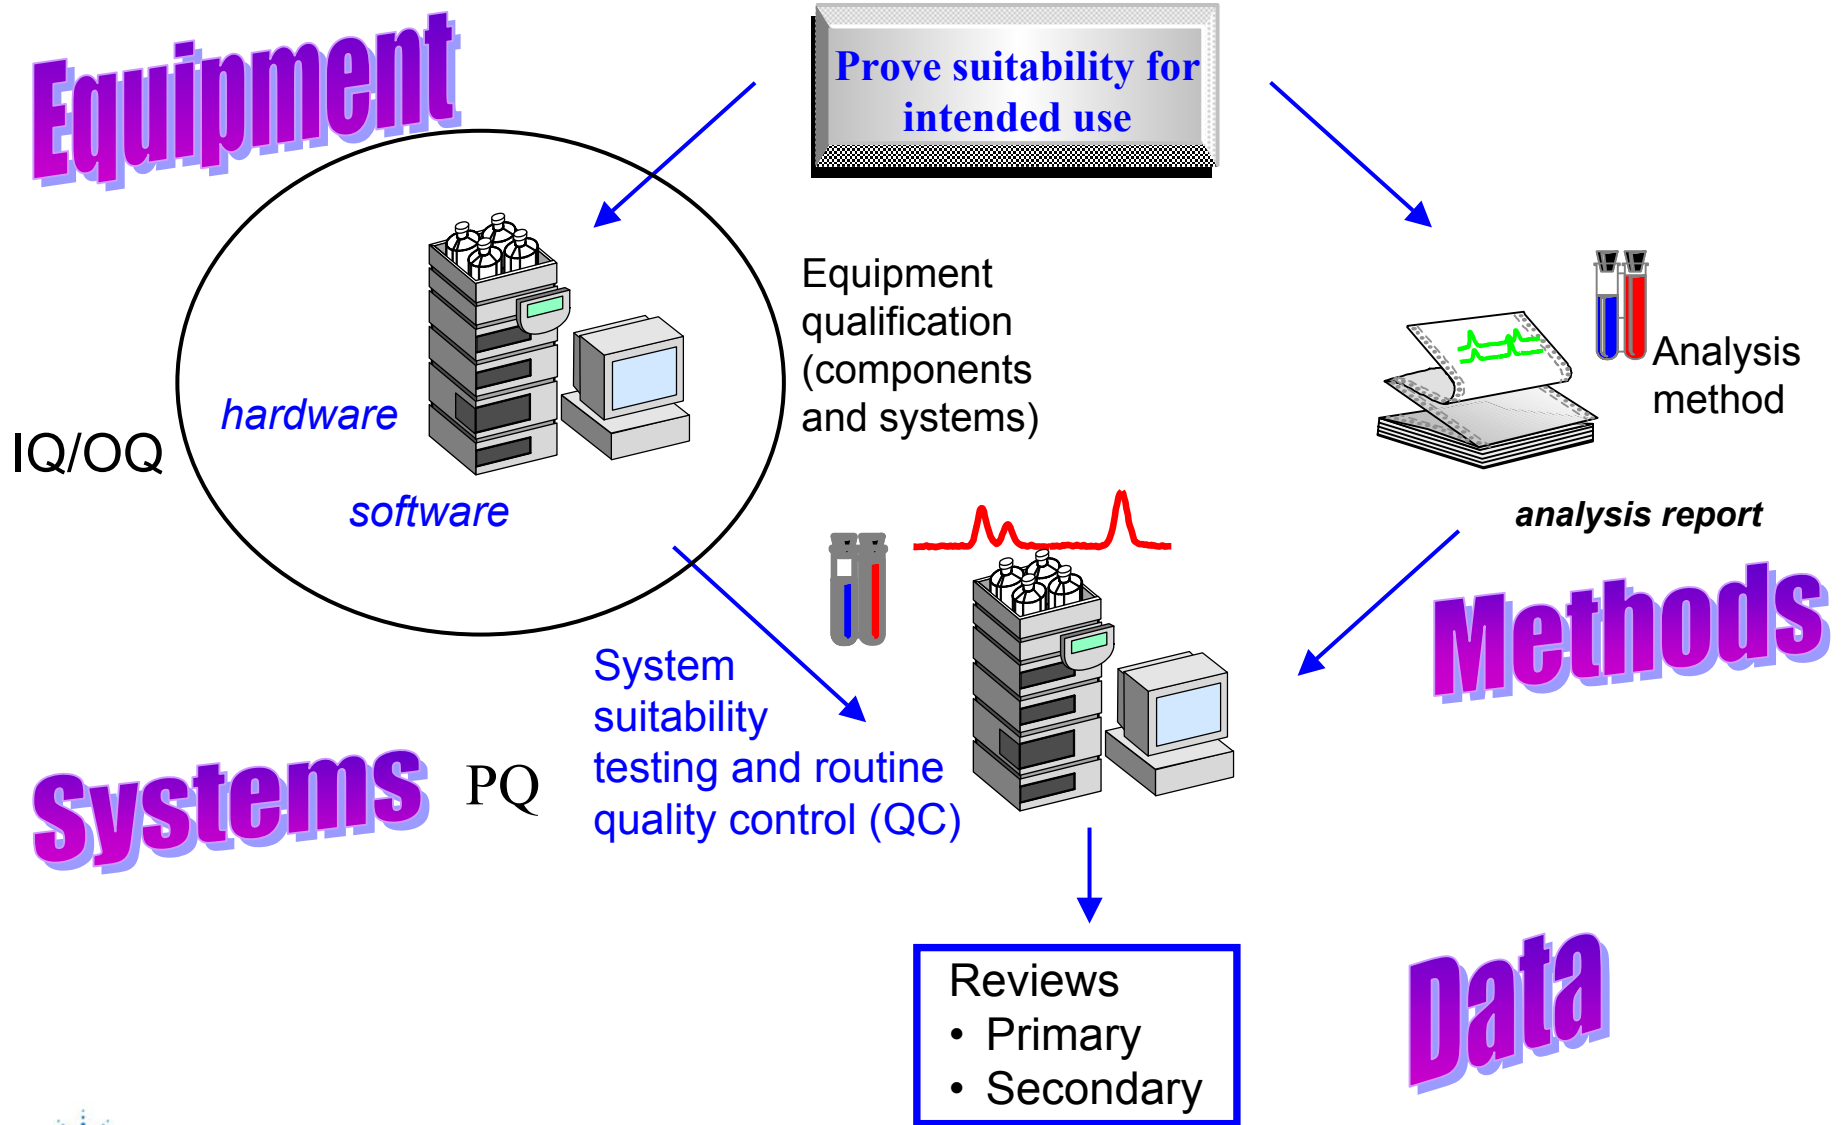 Equipment
Prove suitability for
intended use
Equipment
qualification
(components
and systems)
hardware
software
IQ/OQ
Analysis
method
analysis report
Methods
System
suitability
testing and routine
quality control (QC)
Systems
PQ
Reviews
• Primary
• Secondary
Data